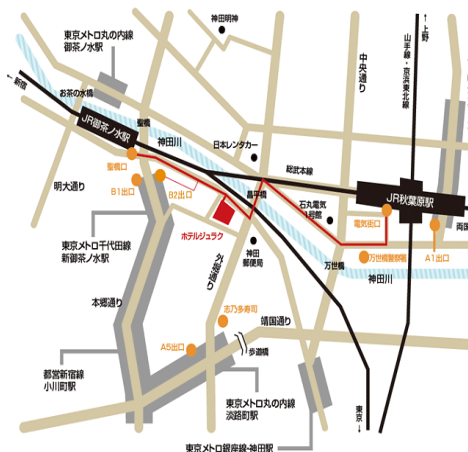 神田明神
東京メトロ丸の内線
御茶ノ水駅
↑上野
山手線・京浜東北線
中央通り
←新宿
お茶の水橋
聖橋
JR御茶ノ水駅
神田川
日本レンタカー
総武本線
聖橋口
明大通り
B1出口
B2出口
昌平橋
石丸電気
1号館
JR秋葉原駅
電気街口
両国
ホテルジュラク
東京メトロ千代田線
新御茶ノ水駅
神田
郵便局
万世橋
万世橋警察署
A1出口
神田川
外堀通り
本郷通り
志乃多寿司
靖国通り
A5出口
歩道橋
都営新宿線
小川町駅
東京メトロ丸の内線
淡路町駅
東京↓
東京メトロ銀座線-神田駅